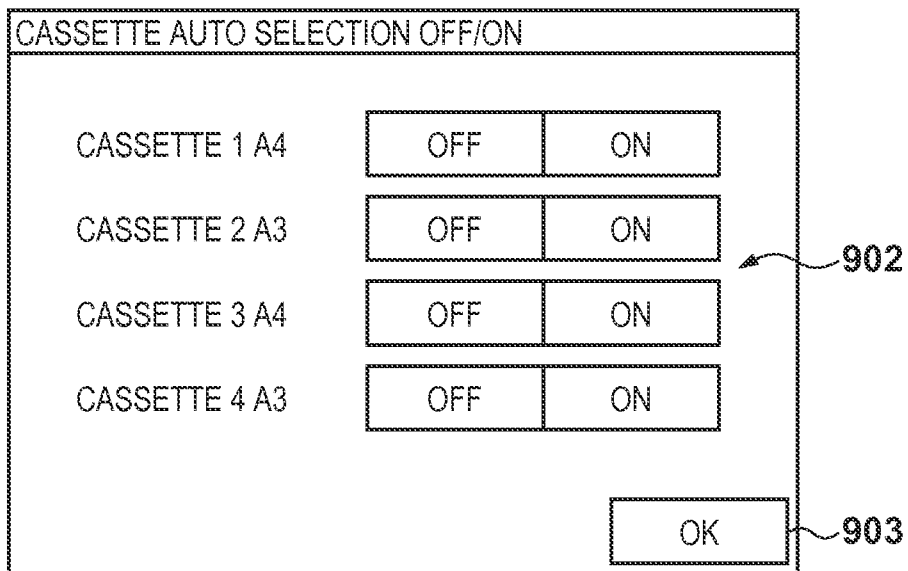 CASSETTE AUTO SELECTION OFF/ON
CASSETTE 1 A4 OFF ON
CASSETTE 2 A3 OFF ON
902
CASSETTE 3 A4 OFF ON
CASSETTE 4 A3 OFF ON
OK 903